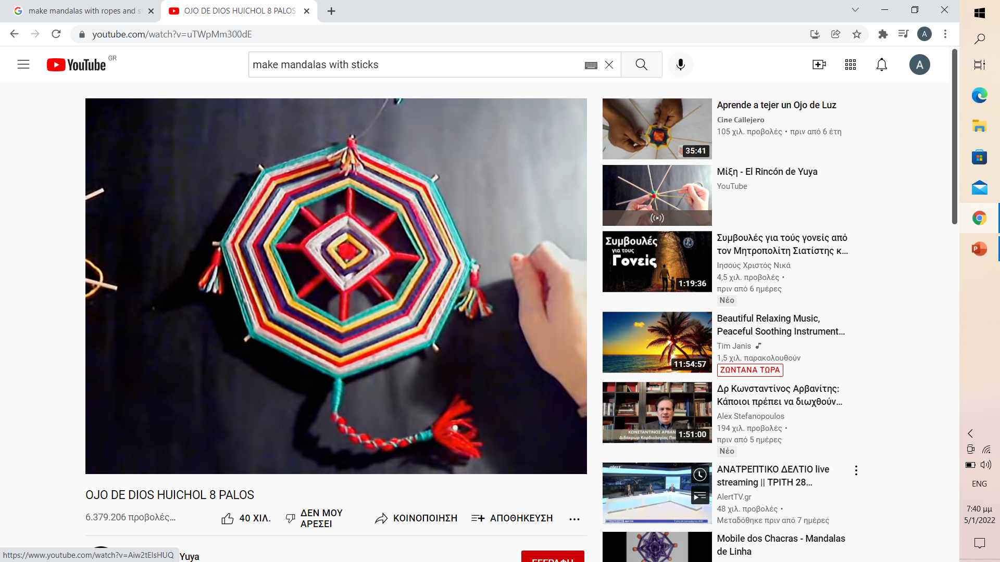 make mandalas with ropes and s
OJO DE DIOS HUICHOL 8 PALOS
youtube.com/watch?v=uTWpMm300dE
A
YouTube GR
make mandalas with sticks
A
Aprende a tejer un Ojo de Luz
Cine Callejero
105 χιλ. προβολές • πριν από 6 έτη
35:41
Μίξη - El Rincón de Yuya
YouTube
Συμβουλές
για τους
Γονείς
1:19:36
Συμβουλές για τούς γονείς από
τον Μητροπολίτη Σιατίστης κ...
Ιησούς Χριστός Νικά
4,5 χιλ. προβολές •
πριν από 6 ημέρες
Νέο
11:54:57
Beautiful Relaxing Music,
Peaceful Soothing Instrument...
Tim Janis
1,5 χιλ. παρακολουθούν
ΖΩΝΤΑΝΑ ΤΩΡΑ
ΚΩΝΣΤΑΝΤΙΝΟΣ ΑΡΒΑΝ
Διδάκτωρ Καρδιολογίας Παν
1:51:00
Δρ Κωνσταντίνος Αρβανίτης:
Κάποιοι πρέπει να διωχθούν...
Alex Stefanopoulos
194 χιλ. προβολές •
πριν από 5 ημέρες
Νέο
alert
ΑΝΑΤΡΕΠΤΙΚΟ ΔΕΛΤΙΟ
ΑΝΑΤΡΕΠΤΙΚΟ ΔΕΛΤΙΟ live
streaming || ΤΡΙΤΗ 28...
AlertTV.gr
48 χιλ. προβολές •
Μεταδόθηκε πριν από 7 ημέρες
Mobile dos Chacras - Mandalas
de Linha
OJO DE DIOS HUICHOL 8 PALOS
6.379.206 προβολές...
40 ΧΙΛ.
ΔΕΝ ΜΟΥ
ΑΡΕΣΕΙ
ΚΟΙΝΟΠΟΙΗΣΗ
ΑΠΟΘΗΚΕΥΣΗ
https://www.youtube.com/watch?v=Aiw2tEIsHUQ
Yuya
ΕΓΓΡΑΦΗ
P
ENG
7:40 μμ
5/1/2022